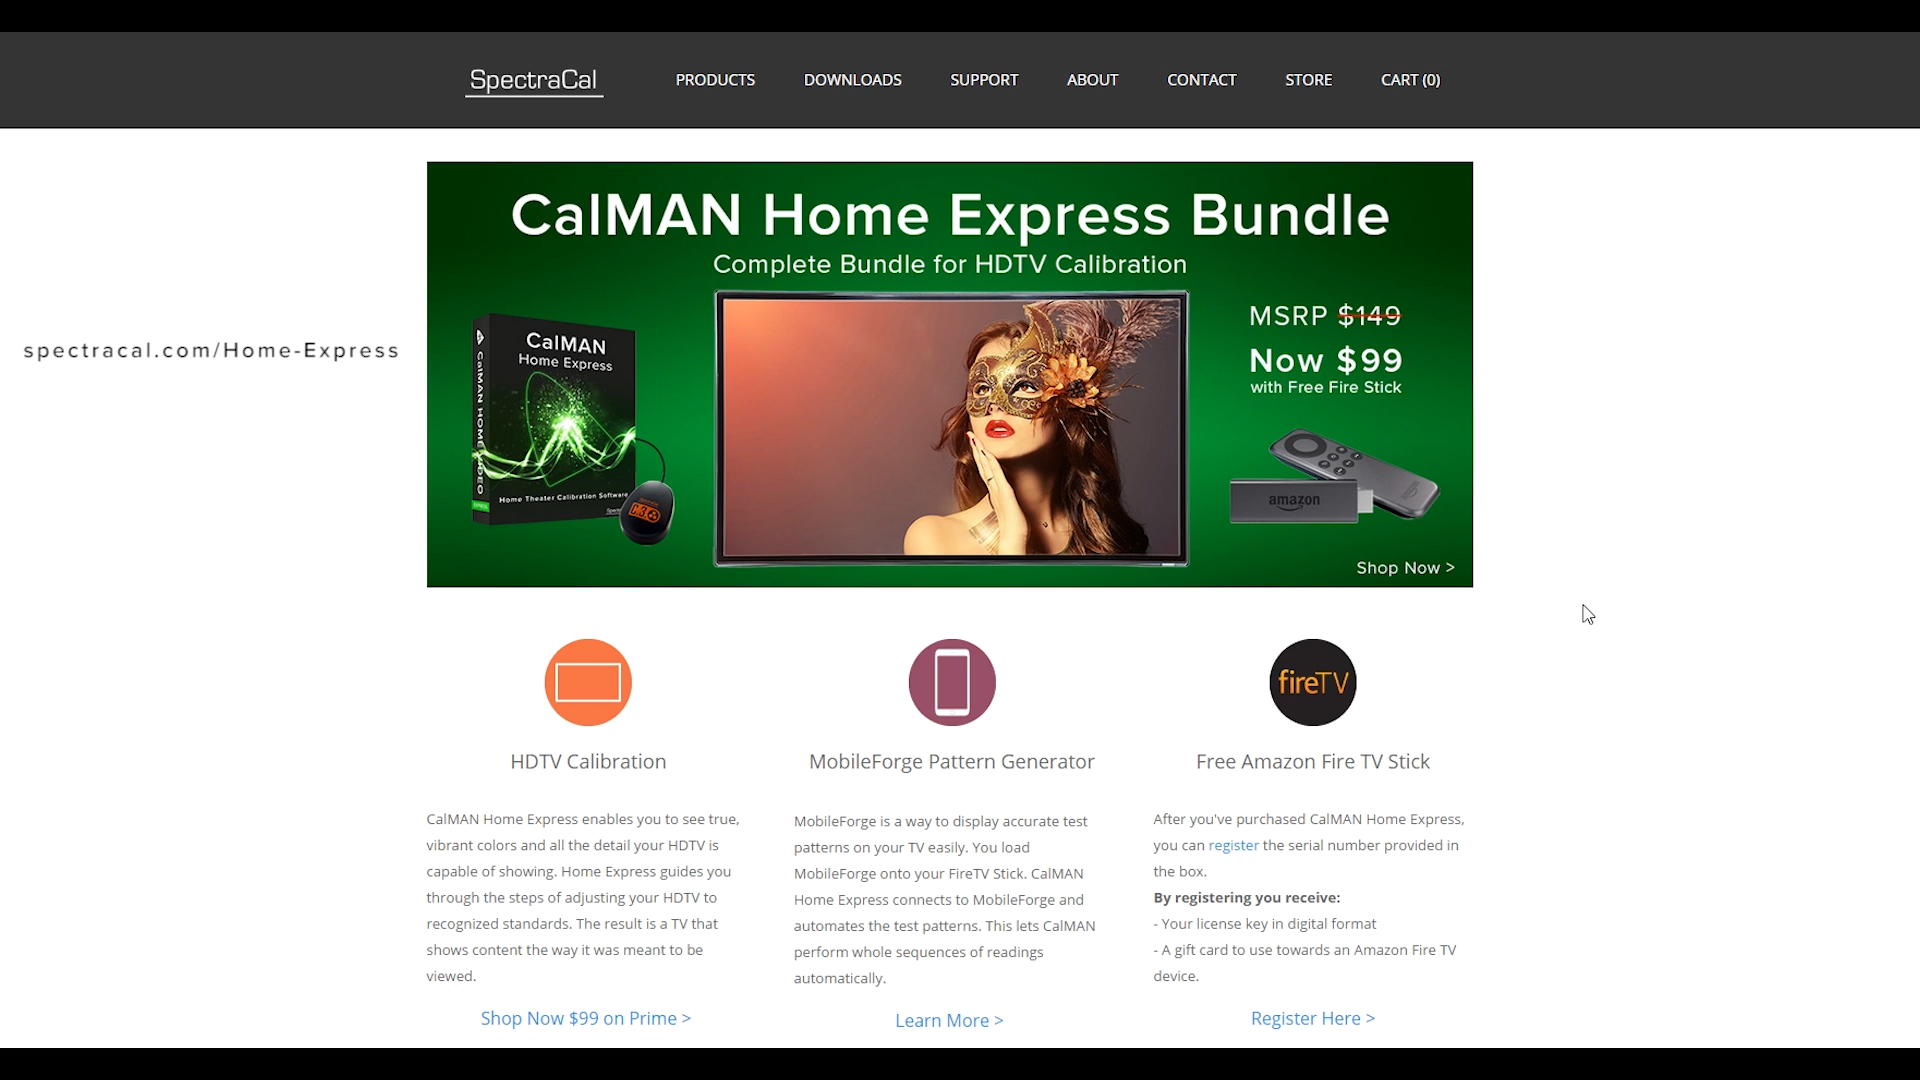 SpectraCal
PRODUCTS
DOWNLOADS
SUPPORT
ABOUT
CONTACT
STORE
CART (0)
spectracal.com/Home-Express
CalMAN Home Express Bundle
Complete Bundle for HDTV Calibration
MSRP $149
Now $99
with Free Fire Stick
CalMAN
Home Express
CalMAN HOME VIDEO
Home Theater Calibration Software
C3
amazon
Shop Now >
fireTV
HDTV Calibration
CalMAN Home Express enables you to see true,
vibrant colors and all the detail your HDTV is
capable of showing. Home Express guides you
through the steps of adjusting your HDTV to
recognized standards. The result is a TV that
shows content the way it was meant to be
viewed.
Shop Now $99 on Prime >
MobileForge Pattern Generator
MobileForge is a way to display accurate test
patterns on your TV easily. You load
MobileForge onto your FireTV Stick. CalMAN
Home Express connects to MobileForge and
automates the test patterns. This lets CalMAN
perform whole sequences of readings
automatically.
Learn More >
Free Amazon Fire TV Stick
After you've purchased CalMAN Home Express,
you can register the serial number provided in
the box.
By registering you receive:
- Your license key in digital format
- A gift card to use towards an Amazon Fire TV
device.
Register Here >